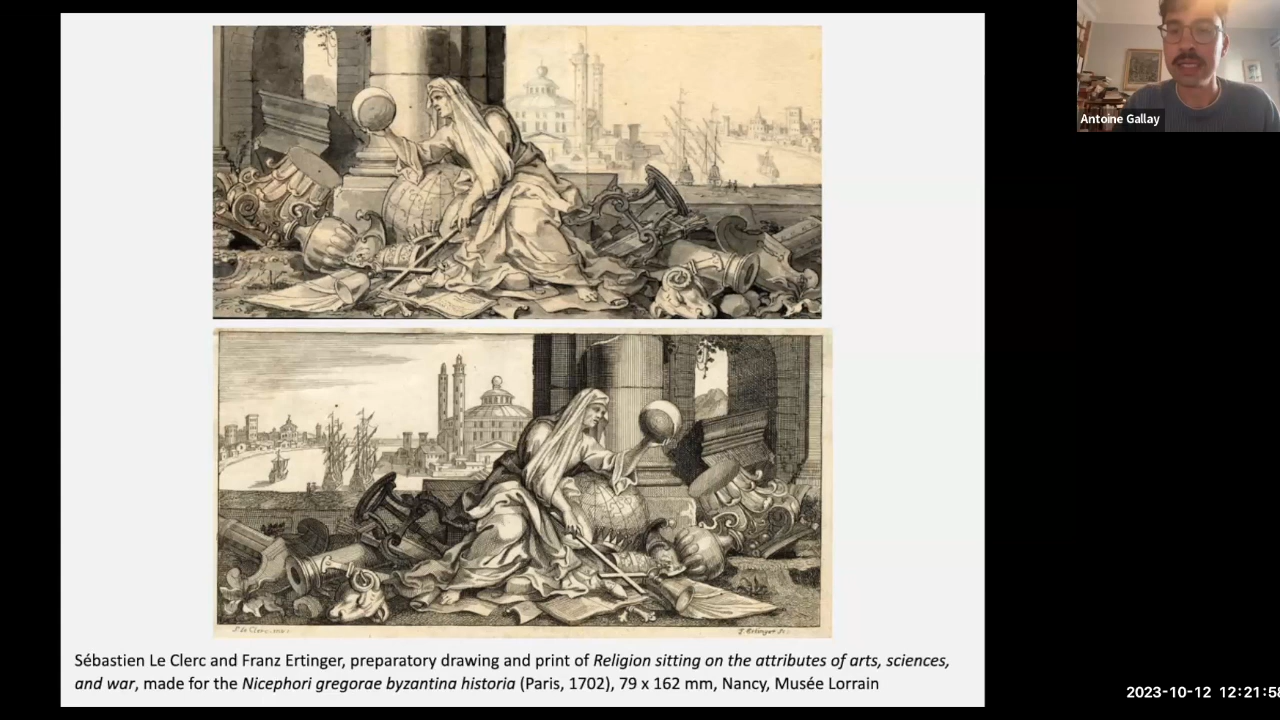 Antoine Gallay
Sébastien Le Clerc and Franz Ertinger, preparatory drawing and print of Religion sitting on the attributes of arts, sciences,
and war, made for the Nicephori gregorae byzantina historia (Paris, 1702), 79 x 162 mm, Nancy, Musée Lorrain
2023-10-12 12:21:58